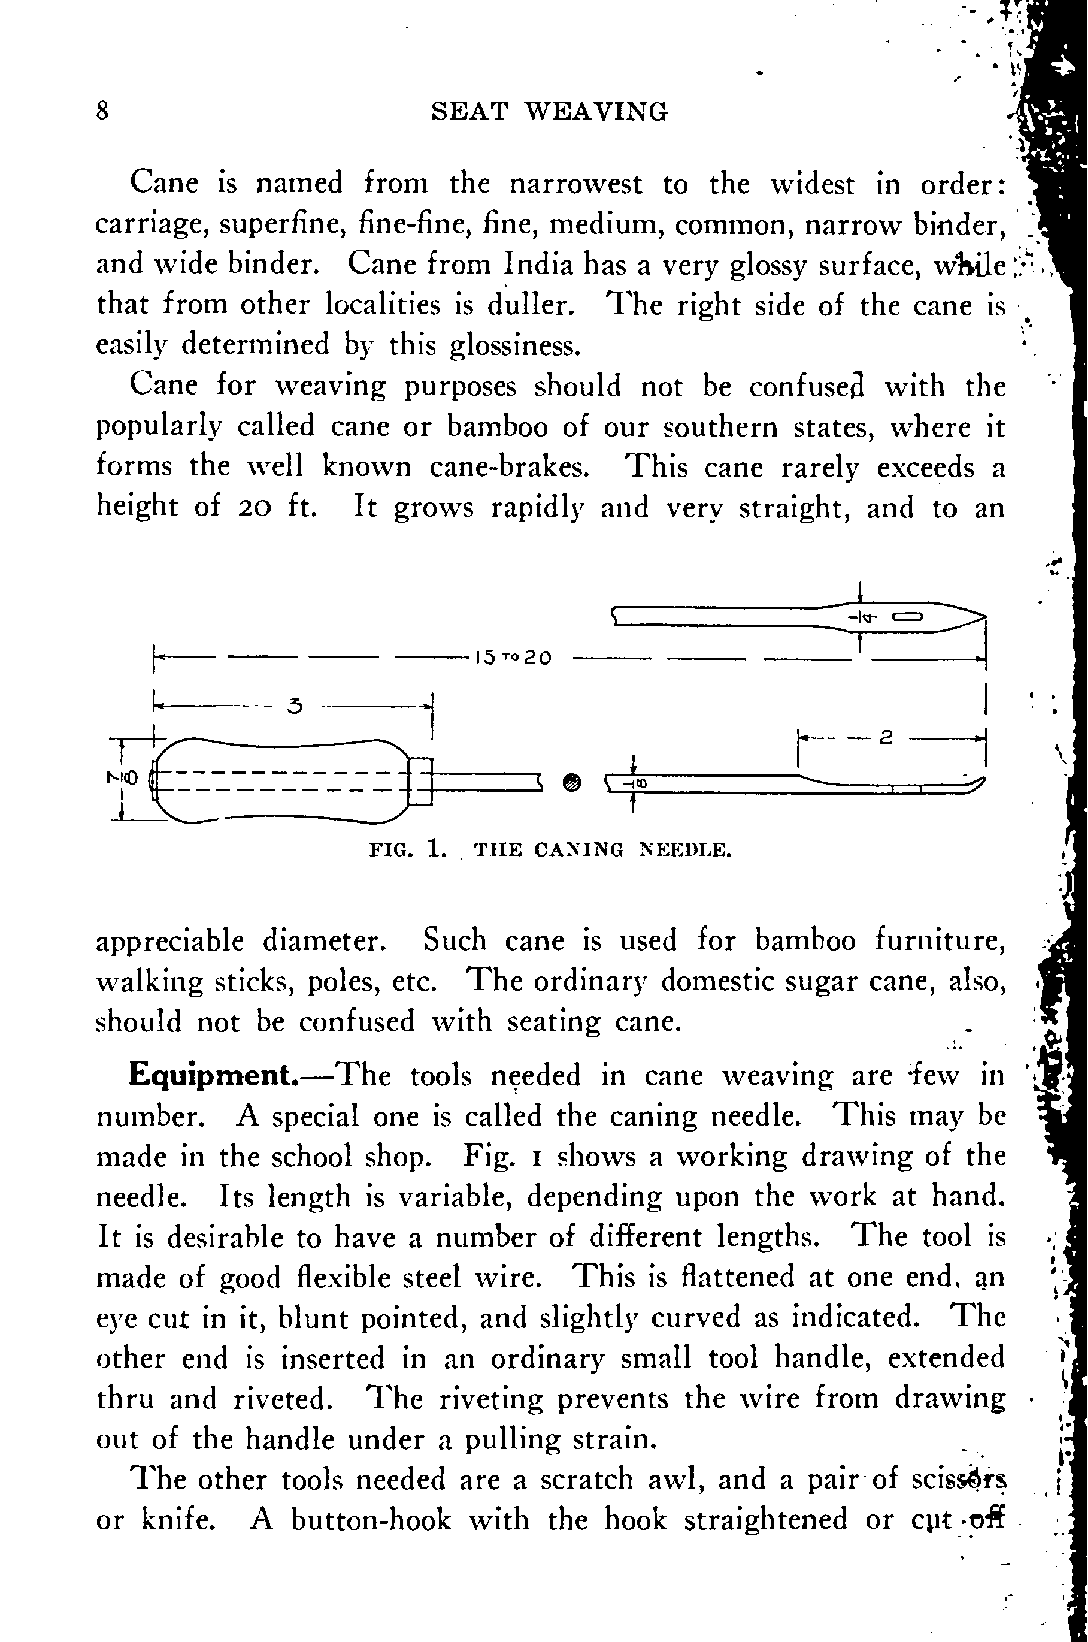 8 SEAT WEAVING
Cane is named from the narrowest to the widest in order:
carriage, superfine, fine-fine, fine, medium, common, narrow binder,
and wide binder. Cane from India has a very glossy surface, while
that from other localities is duller. The right side of the cane is
easily determined by this glossiness.
Cane for weaving purposes should not be confused with the
popularly called cane or bamboo of our southern states, where it
forms the well known cane-brakes. This cane rarely exceeds a
height of 20 ft. It grows rapidly and very straight, and to an
1/4
15 TO 20
3
2
7/8
1/8
FIG. 1. THE CANING NEEDLE.
appreciable diameter. Such cane is used for bamboo furniture,
walking sticks, poles, etc. The ordinary domestic sugar cane, also,
should not be confused with seating cane.
Equipment.—The tools needed in cane weaving are few in
number. A special one is called the caning needle. This may be
made in the school shop. Fig. 1 shows a working drawing of the
needle. Its length is variable, depending upon the work at hand.
It is desirable to have a number of different lengths. The tool is
made of good flexible steel wire. This is flattened at one end, an
eye cut in it, blunt pointed, and slightly curved as indicated. The
other end is inserted in an ordinary small tool handle, extended
thru and riveted. The riveting prevents the wire from drawing
out of the handle under a pulling strain.
The other tools needed are a scratch awl, and a pair of scissors
or knife. A button-hook with the hook straightened or cut off